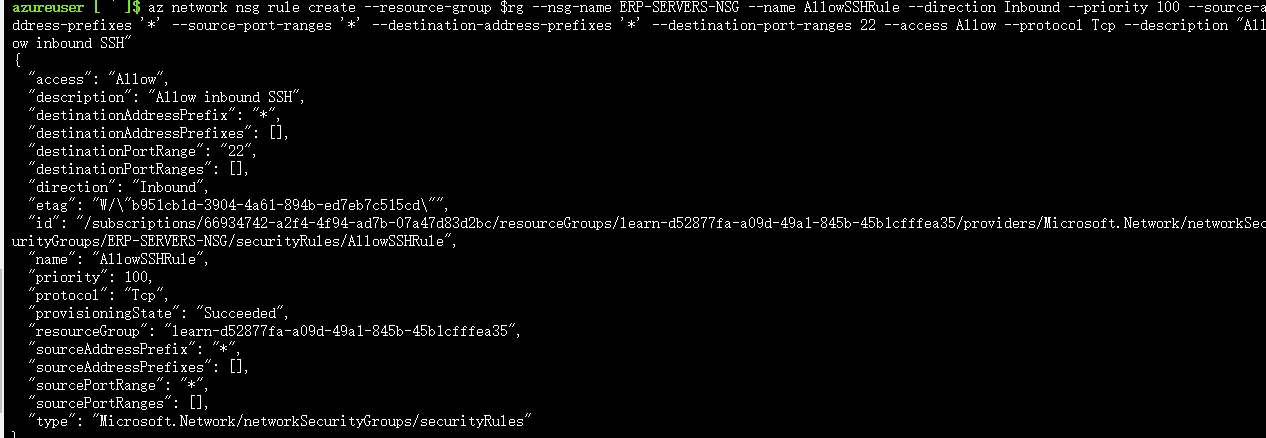 azureuser [ ~ ]$ az network nsg rule create --resource-group $rg --nsg-name ERP-SERVERS-NSG --name AllowSSHRule --direction Inbound --priority 100 --source-a
ddress-prefixes '*' --source-port-ranges '*' --destination-address-prefixes '*' --destination-port-ranges 22 --access Allow --protocol Tcp --description "All
ow inbound SSH"
{
"access": "Allow",
"description": "Allow inbound SSH",
"destinationAddressPrefix": "*",
"destinationAddressPrefixes": [],
"destinationPortRange": "22",
"destinationPortRanges": [],
"direction": "Inbound",
"etag": "W/\"b951cb1d-3904-4a61-894b-ed7eb7c515cd\"",
"id": "/subscriptions/66934742-a2f4-4f94-ad7b-07a47d83d2bc/resourceGroups/learn-d52877fa-a09d-49a1-845b-45b1cfffea35/providers/Microsoft.Network/networkSec
urityGroups/ERP-SERVERS-NSG/securityRules/AllowSSHRule",
"name": "AllowSSHRule",
"priority": 100,
"protocol": "Tcp",
"provisioningState": "Succeeded",
"resourceGroup": "learn-d52877fa-a09d-49a1-845b-45b1cfffea35",
"sourceAddressPrefix": "*",
"sourceAddressPrefixes": [],
"sourcePortRange": "*",
"sourcePortRanges": [],
"type": "Microsoft.Network/networkSecurityGroups/securityRules"
}